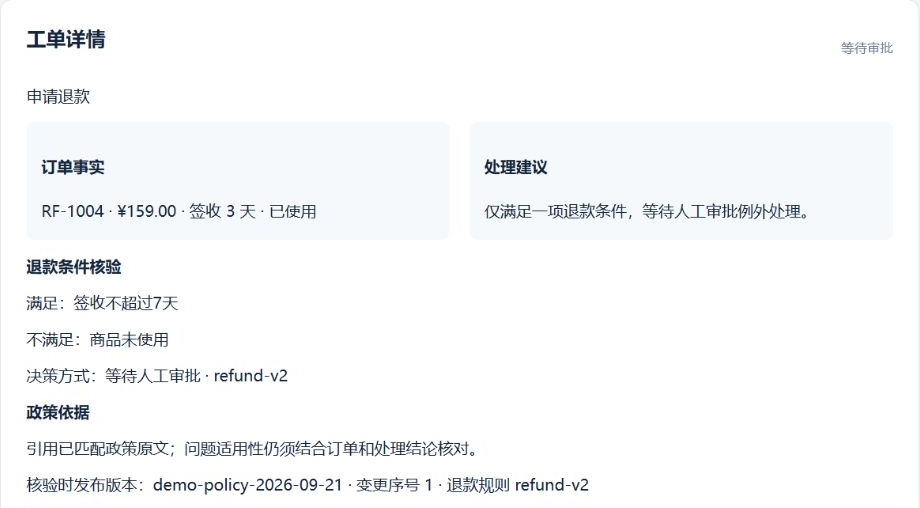 工单详情
等待审批
申请退款
订单事实
RF-1004 · ¥159.00 · 签收 3 天 · 已使用
处理建议
仅满足一项退款条件，等待人工审批例外处理。
退款条件核验
满足：签收不超过7天
不满足：商品未使用
决策方式：等待人工审批 · refund-v2
政策依据
引用已匹配政策原文；问题适用性仍须结合订单和处理结论核对。
核验时发布版本：demo-policy-2026-09-21 · 变更序号 1 · 退款规则 refund-v2